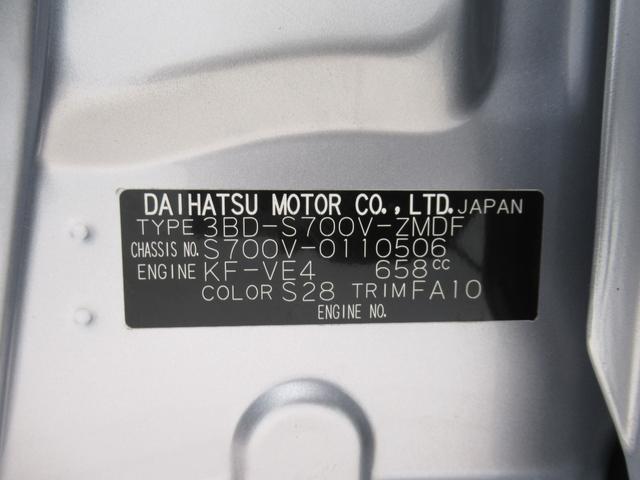 DAIHATSU MOTOR CO.,LTD. JAPAN
TYPE 3BD-S700V-ZMDF
CHASSIS NO. S700V-0110506
ENGINE KF-VE4 658CC
COLOR S28 TRIM FA10
ENGINE NO.